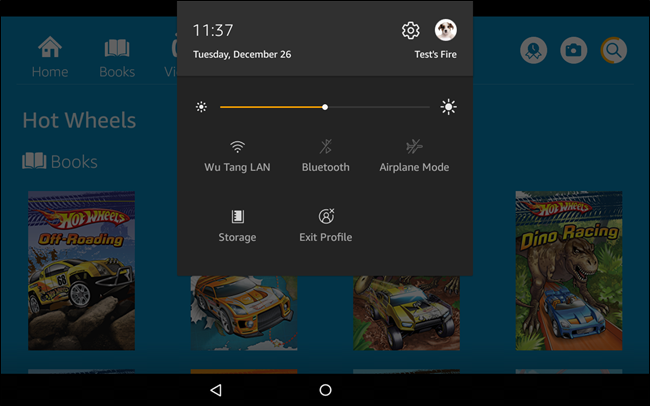 11:37
Tuesday, December 26
Test's Fire
Home
Books
Vi
Hot Wheels
Books
Wu Tang LAN
Bluetooth
Airplane Mode
Storage
Exit Profile
HOT WHEELS
Off-Roading
68
HOT WHEELS
Dino Racing